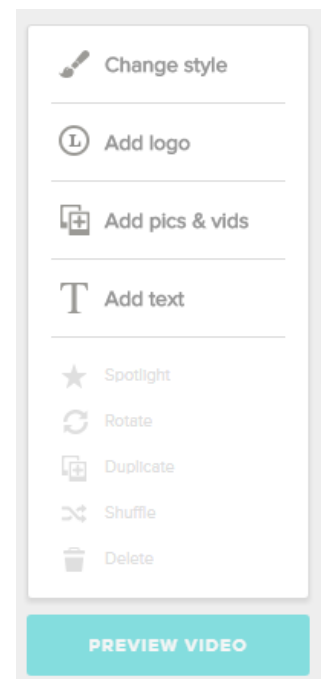 Change style
L Add logo
Add pics & vids
T Add text
Spotlight
Rotate
Duplicate
Shuffle
Delete
PREVIEW VIDEO